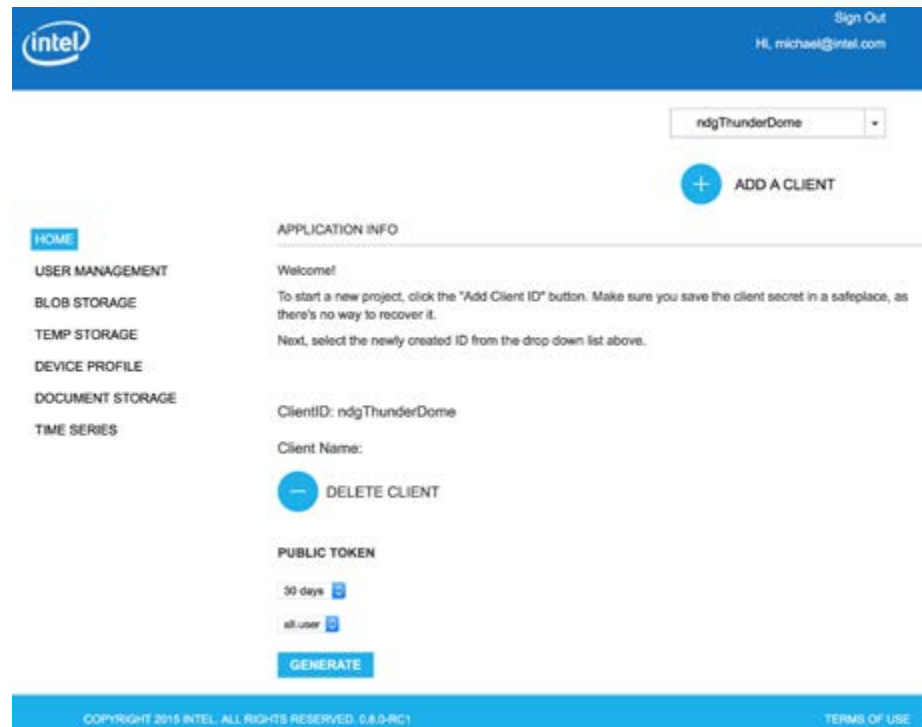 intel
Sign Out
Hi, michael@intel.com
ndgThunderDome
ADD A CLIENT
HOME
USER MANAGEMENT
BLOB STORAGE
TEMP STORAGE
DEVICE PROFILE
DOCUMENT STORAGE
TIME SERIES
APPLICATION INFO
Welcome!
To start a new project, click the "Add Client ID" button. Make sure you save the client secret in a safeplace, as
there's no way to recover it.
Next, select the newly created ID from the drop down list above.
ClientID: ndgThunderDome
Client Name:
DELETE CLIENT
PUBLIC TOKEN
30 days
all:user
GENERATE
COPYRIGHT 2015 INTEL. ALL RIGHTS RESERVED. 0.8.0-RC1
TERMS OF USE